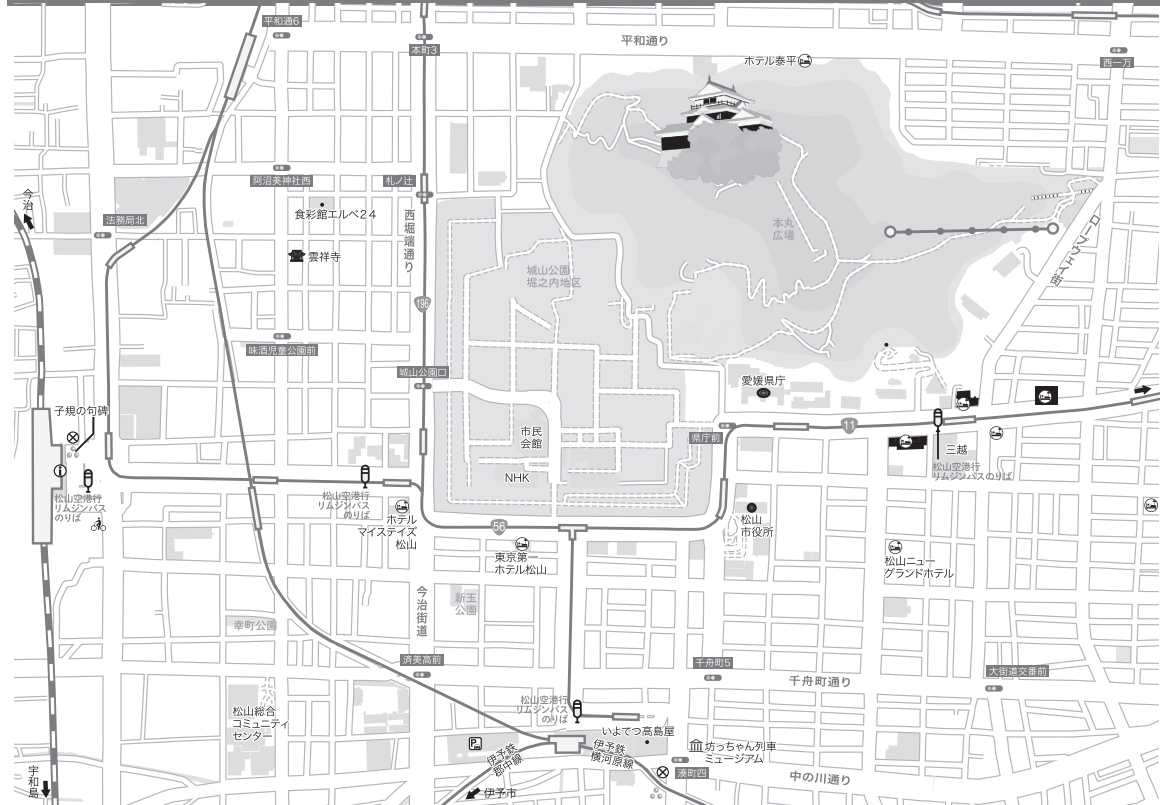 平和通6
本町3
平和通り
ホテル泰平
西一万
今治
阿沼美神社西
札ノ辻
食彩館エルベ24
法務局北
西堀端通り
雲祥寺
本丸
広場
ロープウェイ街
城山公園
堀之内地区
196
味酒児童公園前
城山公園口
愛媛県庁
子規の句碑
市民
会館
県庁前
11
三越
NHK
松山空港行
リムジンバスのりば
松山空港行
リムジンバス
のりば
松山空港行
リムジンバス
のりば
ホテル
マイステイズ
松山
56
松山
市役所
東京第一
ホテル松山
松山ニュー
グランドホテル
今治街道
新玉
公園
幸町公園
済美高前
千舟町5
大街道交番前
千舟町通り
松山空港行
リムジンバス
のりば
松山総合
コミュニティ
センター
いよてつ高島屋
坊っちゃん列車
ミュージアム
伊予鉄
郡中線
伊予鉄
横河原線
湊町四
中の川通り
宇和島
伊予市